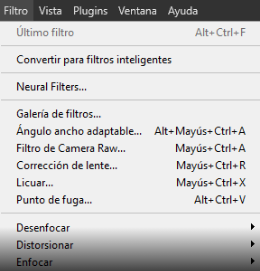 Filtro Vista Plugins Ventana Ayuda
Último filtro Alt+Ctrl+F
Convertir para filtros inteligentes
Neural Filters...
Galería de filtros...
Ángulo ancho adaptable... Alt+Mayús+Ctrl+A
Filtro de Camera Raw... Mayús+Ctrl+A
Corrección de lente... Mayús+Ctrl+R
Licuar... Mayús+Ctrl+X
Punto de fuga... Alt+Ctrl+V
Desenfocar
Distorsionar
Enfocar